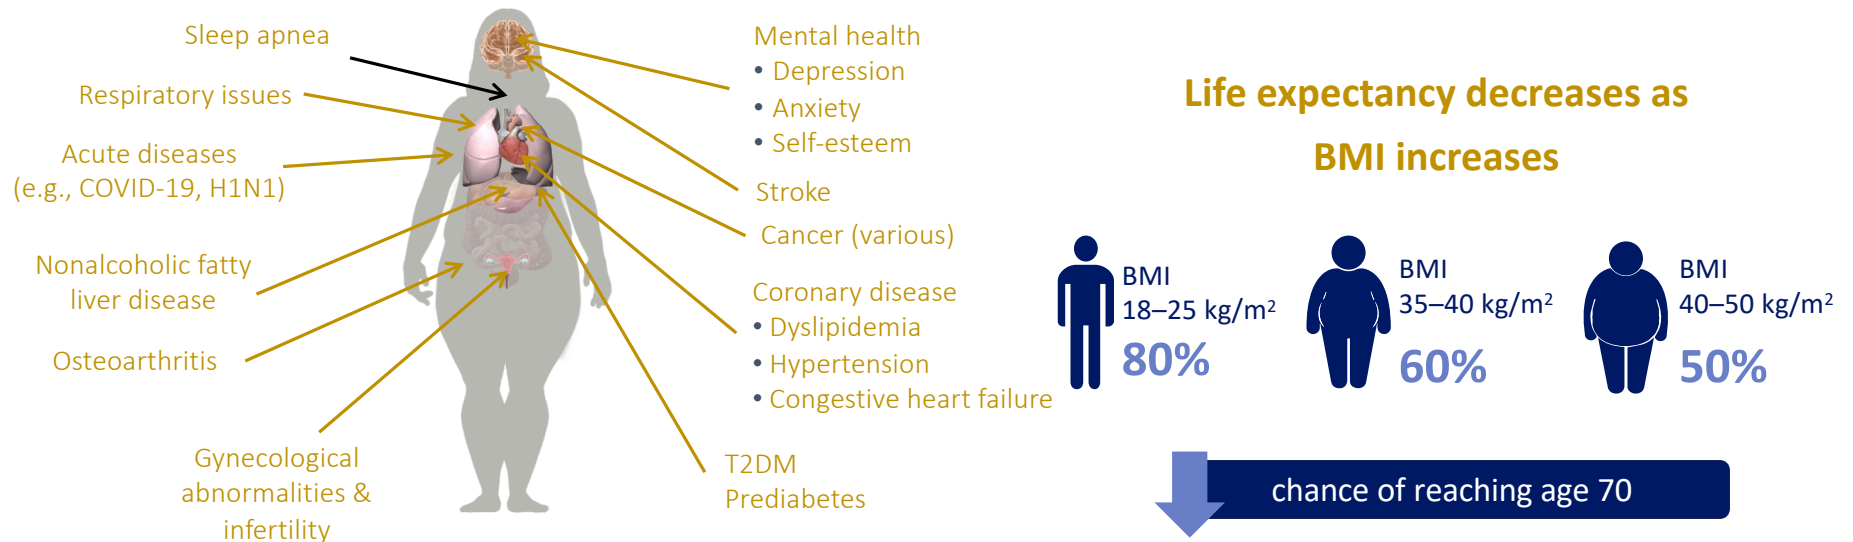 Sleep apnea
Respiratory issues
Acute diseases
(e.g., COVID-19, H1N1)
Nonalcoholic fatty
liver disease
Osteoarthritis
Gynecological
abnormalities &
infertility
Mental health
• Depression
• Anxiety
• Self-esteem
Stroke
Cancer (various)
Coronary disease
• Dyslipidemia
• Hypertension
• Congestive heart failure
T2DM
Prediabetes
Life expectancy decreases as
BMI increases
BMI
18–25 kg/m²
80%
BMI
35–40 kg/m²
60%
BMI
40–50 kg/m²
50%
chance of reaching age 70